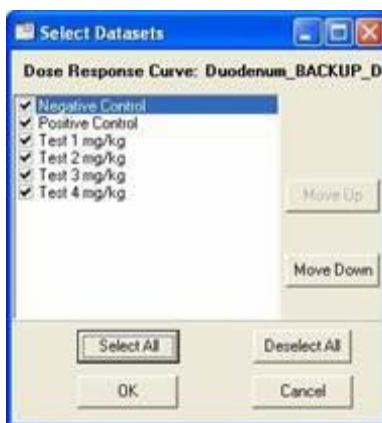 Select Datasets
Dose Response Curve: Duodenum_BACKUP_D
Negative Control
Positive Control
Test 1 mg/kg
Test 2 mg/kg
Test 3 mg/kg
Test 4 mg/kg
Move Up
Move Down
Select All
Deselect All
OK
Cancel